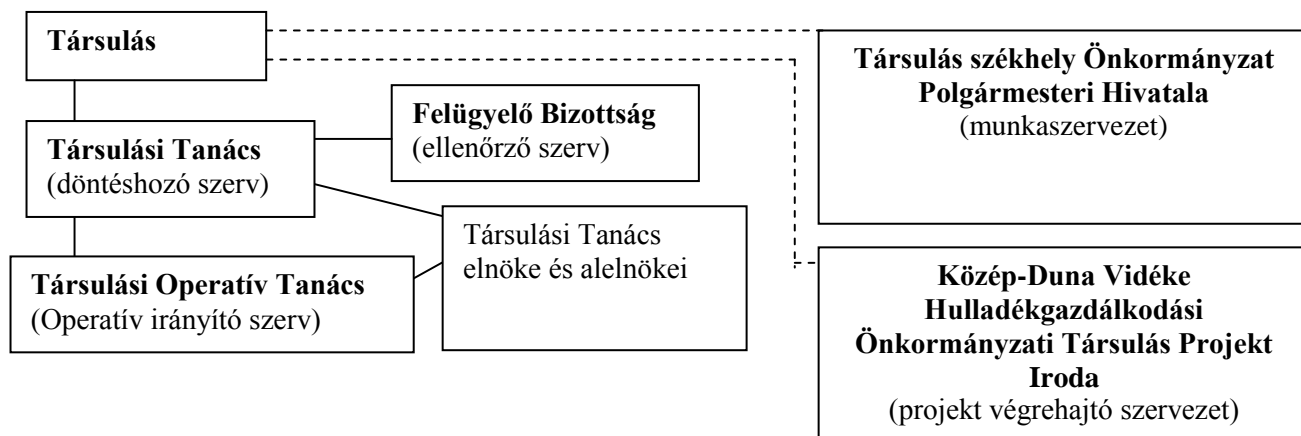 Társulás
Társulási Tanács
(döntéshozó szerv)
Társulási Operatív Tanács
(Operatív irányító szerv)
Felügyelő Bizottság
(ellenőrző szerv)
Társulási Tanács
elnöke és alelnökei
Társulás székhely Önkormányzat
Polgármesteri Hivatala
(munkaszervezet)
Közép-Duna Vidéke
Hulladékgazdálkodási
Önkormányzati Társulás Projekt
Iroda
(projekt végrehajtó szervezet)